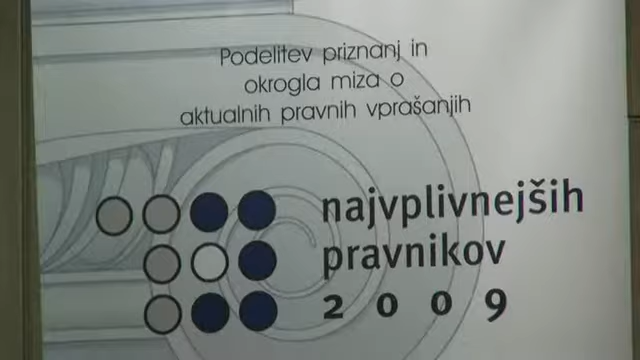 Podelitev priznanj in
okrogla miza o
aktualnih pravnih vprašanjih
najvplivnejših
pravnikov
2009